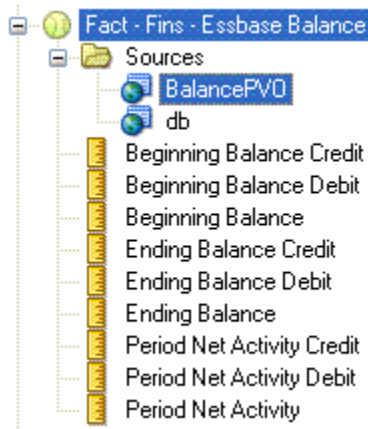 Fact - Fins - Essbase Balance
Sources
BalancePVO
db
Beginning Balance Credit
Beginning Balance Debit
Beginning Balance
Ending Balance Credit
Ending Balance Debit
Ending Balance
Period Net Activity Credit
Period Net Activity Debit
Period Net Activity